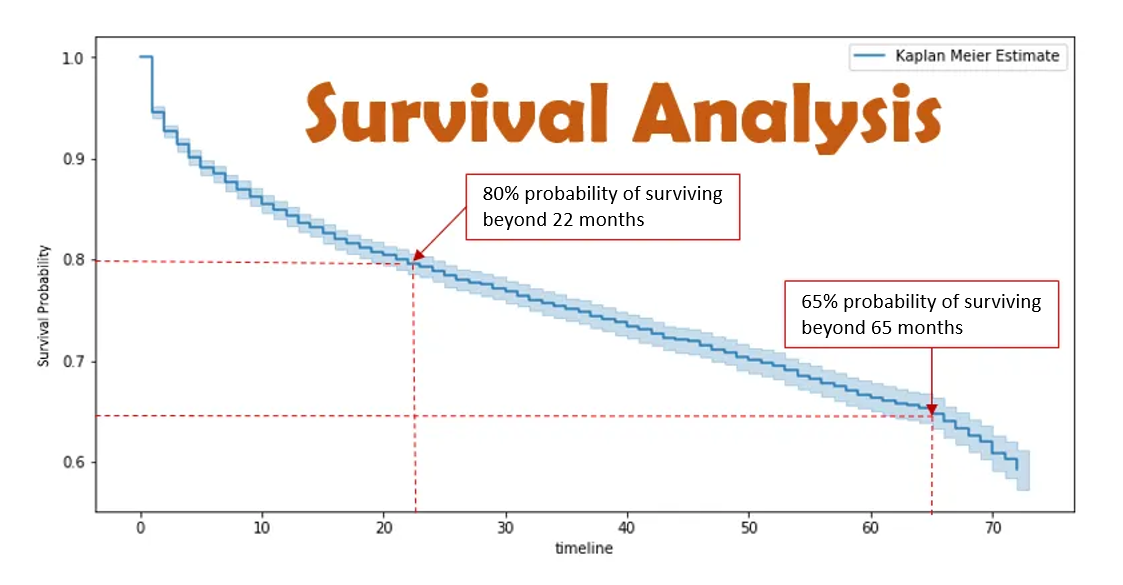 Kaplan Meier Estimate
Survival Analysis
80% probability of surviving
beyond 22 months
65% probability of surviving
beyond 65 months
Survival Probability
1.0
0.9
0.8
0.7
0.6
0
10
20
30
40
50
60
70
timeline